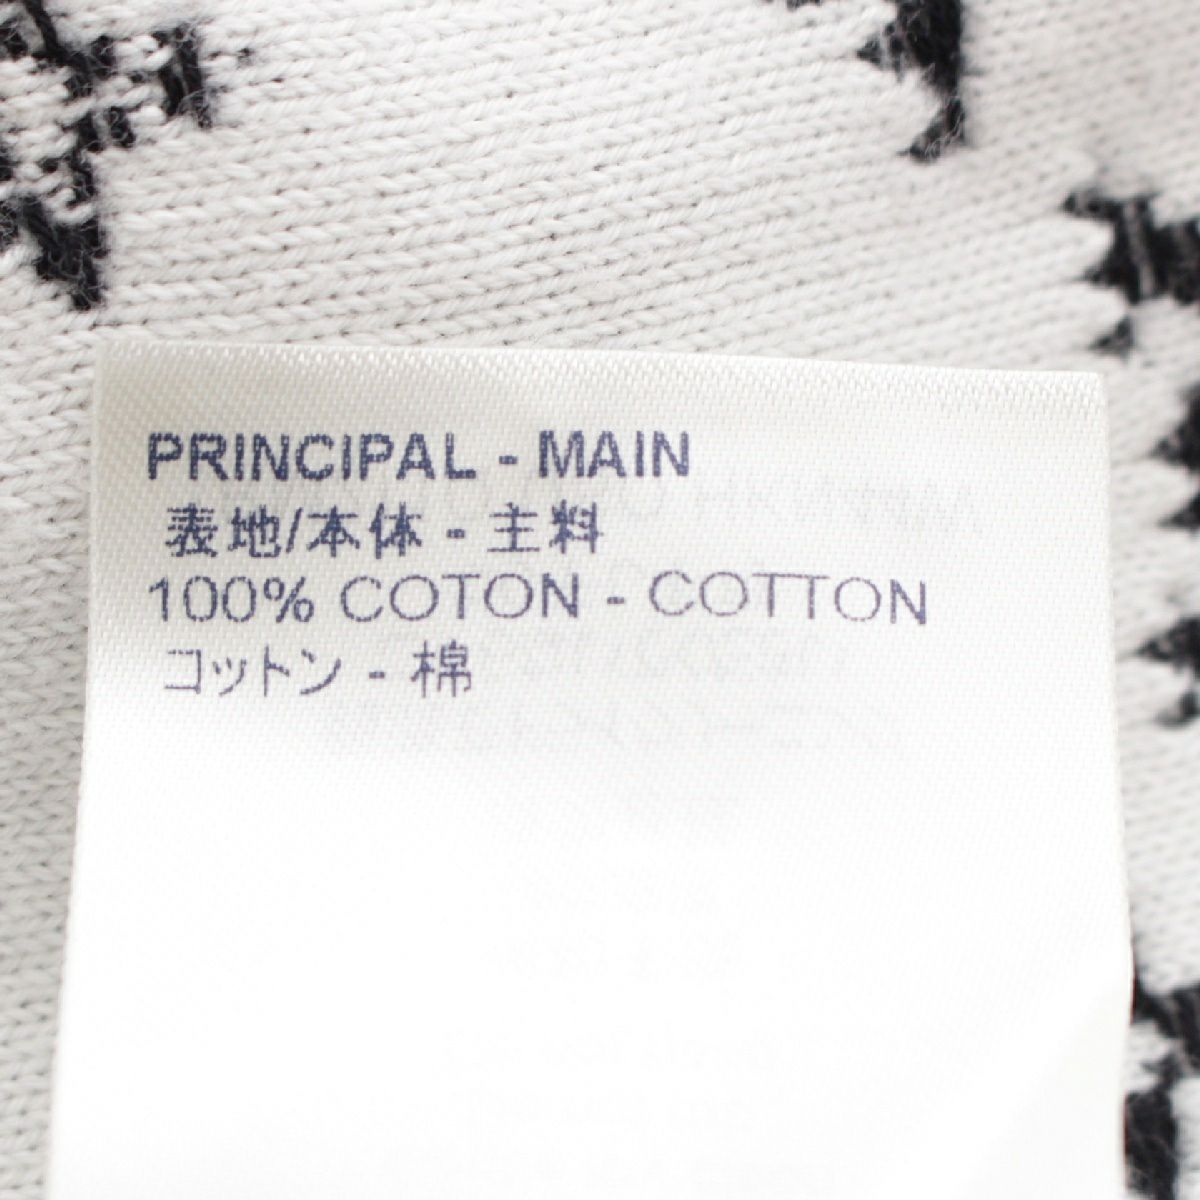 PRINCIPAL - MAIN
表地/本体 - 主料
100% COTON - COTTON
コットン - 棉